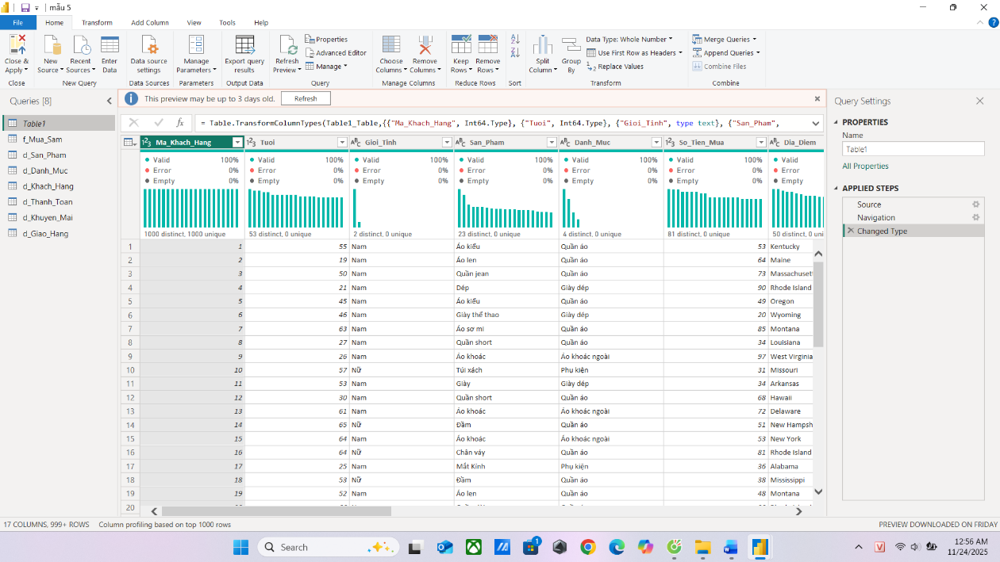 mẫu 5
File Home Transform Add Column View Tools Help
Close & Apply
Close
New Source
Recent Sources
Enter Data
New Query
Data source settings
Data Sources
Manage Parameters
Parameters
Export query results
Output Data
Refresh Preview
Properties
Advanced Editor
Manage
Query
Choose Columns
Remove Columns
Manage Columns
Keep Rows
Remove Rows
Reduce Rows
Sort
Split Column
Group By
Data Type: Whole Number
Use First Row as Headers
Replace Values
Transform
Merge Queries
Append Queries
Combine Files
Combine
Queries [8]
Table1
f_Mua_Sam
d_San_Pham
d_Danh_Muc
d_Khach_Hang
d_Thanh_Toan
d_Khuyen_Mai
d_Giao_Hang
This preview may be up to 3 days old. Refresh
= Table.TransformColumnTypes(Table1_Table,{{"Ma_Khach_Hang", Int64.Type}, {"Tuoi", Int64.Type}, {"Gioi_Tinh", type text}, {"San_Pham",
Ma_Khach_Hang Tuoi Gioi_Tinh San_Pham Danh_Muc So_Tien_Mua Dia_Diem
Valid 100% Valid 100% Valid 100% Valid 100% Valid 100% Valid 100% Valid
Error 0% Error 0% Error 0% Error 0% Error 0% Error 0% Error
Empty 0% Empty 0% Empty 0% Empty 0% Empty 0% Empty 0% Empty
1000 distinct, 1000 unique 53 distinct, 0 unique 2 distinct, 0 unique 23 distinct, 0 unique 4 distinct, 0 unique 81 distinct, 0 unique 50 distinct, 0 uni
1 1 55 Nam Áo kiểu Quần áo 53 Kentucky
2 2 19 Nam Áo len Quần áo 64 Maine
3 3 50 Nam Quần jean Quần áo 73 Massachuset
4 4 21 Nam Dép Giày dép 90 Rhode Island
5 5 45 Nam Áo kiểu Quần áo 49 Oregon
6 6 46 Nam Giày thể thao Giày dép 20 Wyoming
7 7 63 Nam Áo sơ mi Quần áo 85 Montana
8 8 27 Nam Quần short Quần áo 34 Louisiana
9 9 26 Nam Áo khoác Áo khoác ngoài 97 West Virginia
10 10 57 Nữ Túi xách Phụ kiện 31 Missouri
11 11 53 Nam Giày Giày dép 34 Arkansas
12 12 30 Nam Quần short Quần áo 68 Hawaii
13 13 61 Nam Áo khoác Áo khoác ngoài 72 Delaware
14 14 65 Nữ Đầm Quần áo 51 New Hampsh
15 15 64 Nam Áo khoác Áo khoác ngoài 53 New York
16 16 64 Nữ Chân váy Quần áo 81 Rhode Island
17 17 25 Nam Mắt Kính Phụ kiện 36 Alabama
18 18 53 Nữ Đầm Quần áo 38 Mississippi
19 19 52 Nam Áo len Quần áo 48 Montana
20
Query Settings
PROPERTIES
Name
Table1
All Properties
APPLIED STEPS
Source
Navigation
Changed Type
17 COLUMNS, 999+ ROWS Column profiling based on top 1000 rows
PREVIEW DOWNLOADED ON FRIDAY
Search
12:56 AM
11/24/2025